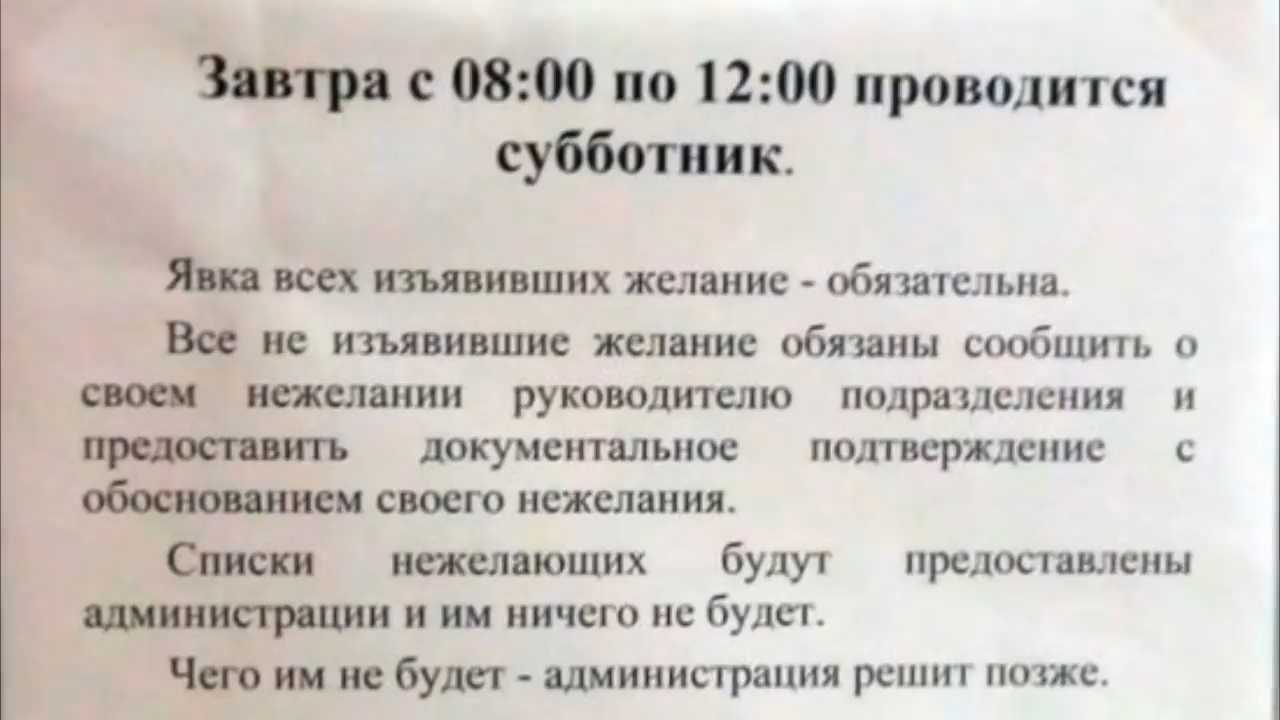 Завтра с 08:00 по 12:00 проводится
субботник.
Явка всех изъявивших желание - обязательна.
Все не изъявившие желание обязаны сообщить о
своем нежелании руководителю подразделения и
предоставить документальное подтверждение с
обоснованием своего нежелания.
Списки нежелающих будут предоставлены
администрации и им ничего не будет.
Чего им не будет - администрация решит позже.